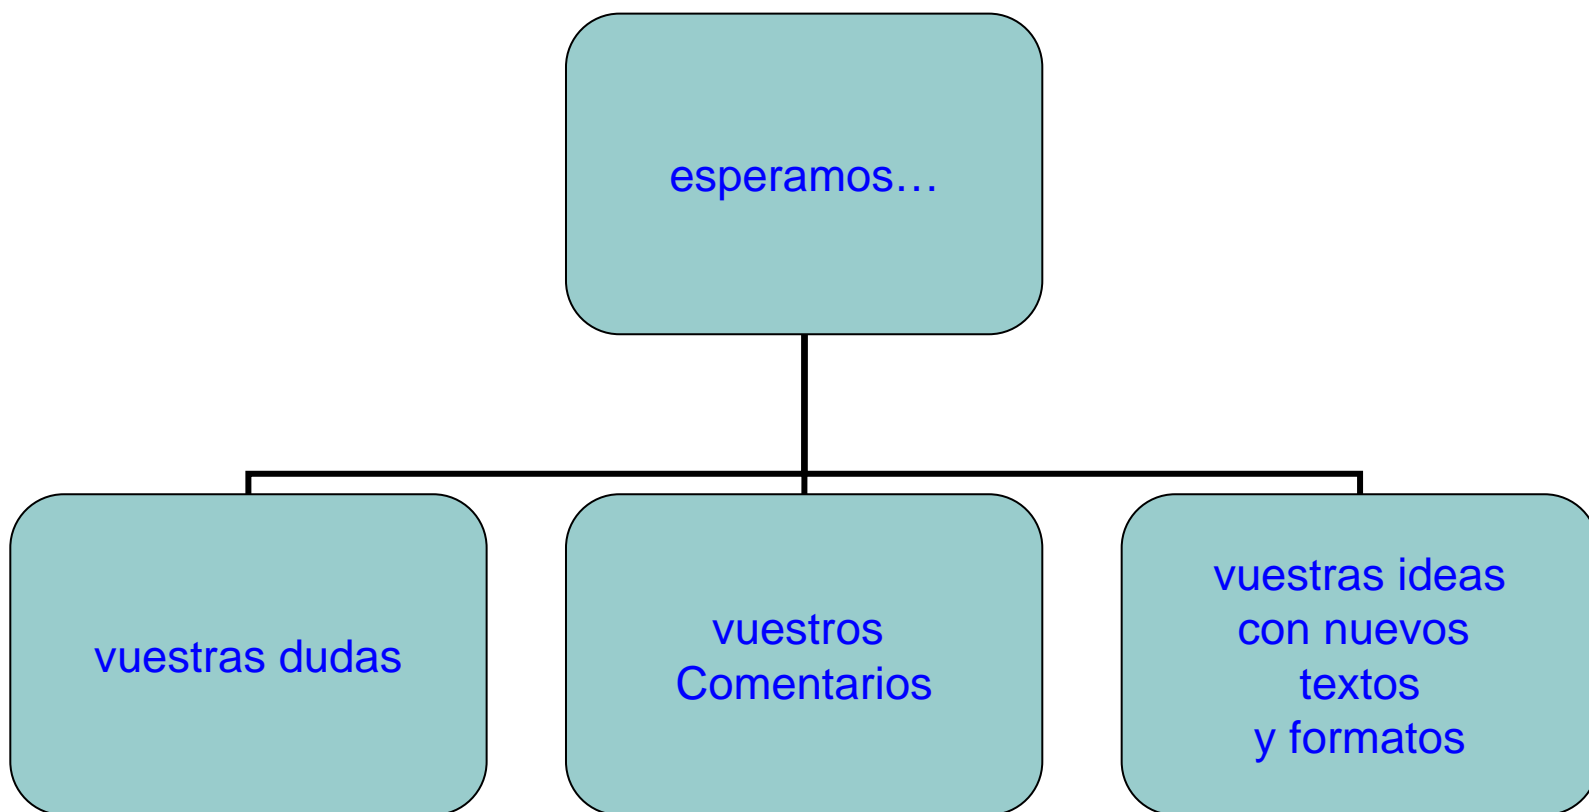 esperamos…
vuestras dudas
vuestros
Comentarios
vuestras ideas
con nuevos
textos
y formatos